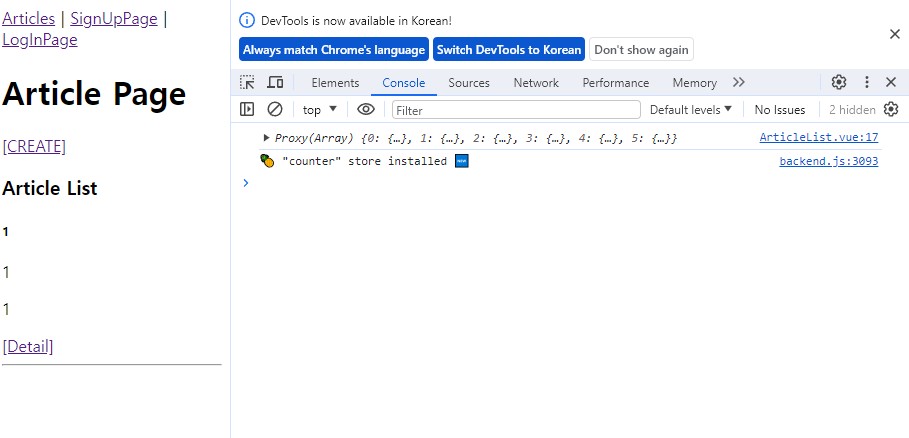 Articles | SignUpPage |
LogInPage
Article Page
[CREATE]
Article List
1
1
1
[Detail]
DevTools is now available in Korean!
Always match Chrome's language Switch DevTools to Korean Don't show again
Elements Console Sources Network Performance Memory
top Filter Default levels No Issues 2 hidden
Proxy(Array) {0: {…}, 1: {…}, 2: {…}, 3: {…}, 4: {…}, 5: {…}} ArticleList.vue:17
🍍 "counter" store installed 🆕 backend.js:3093